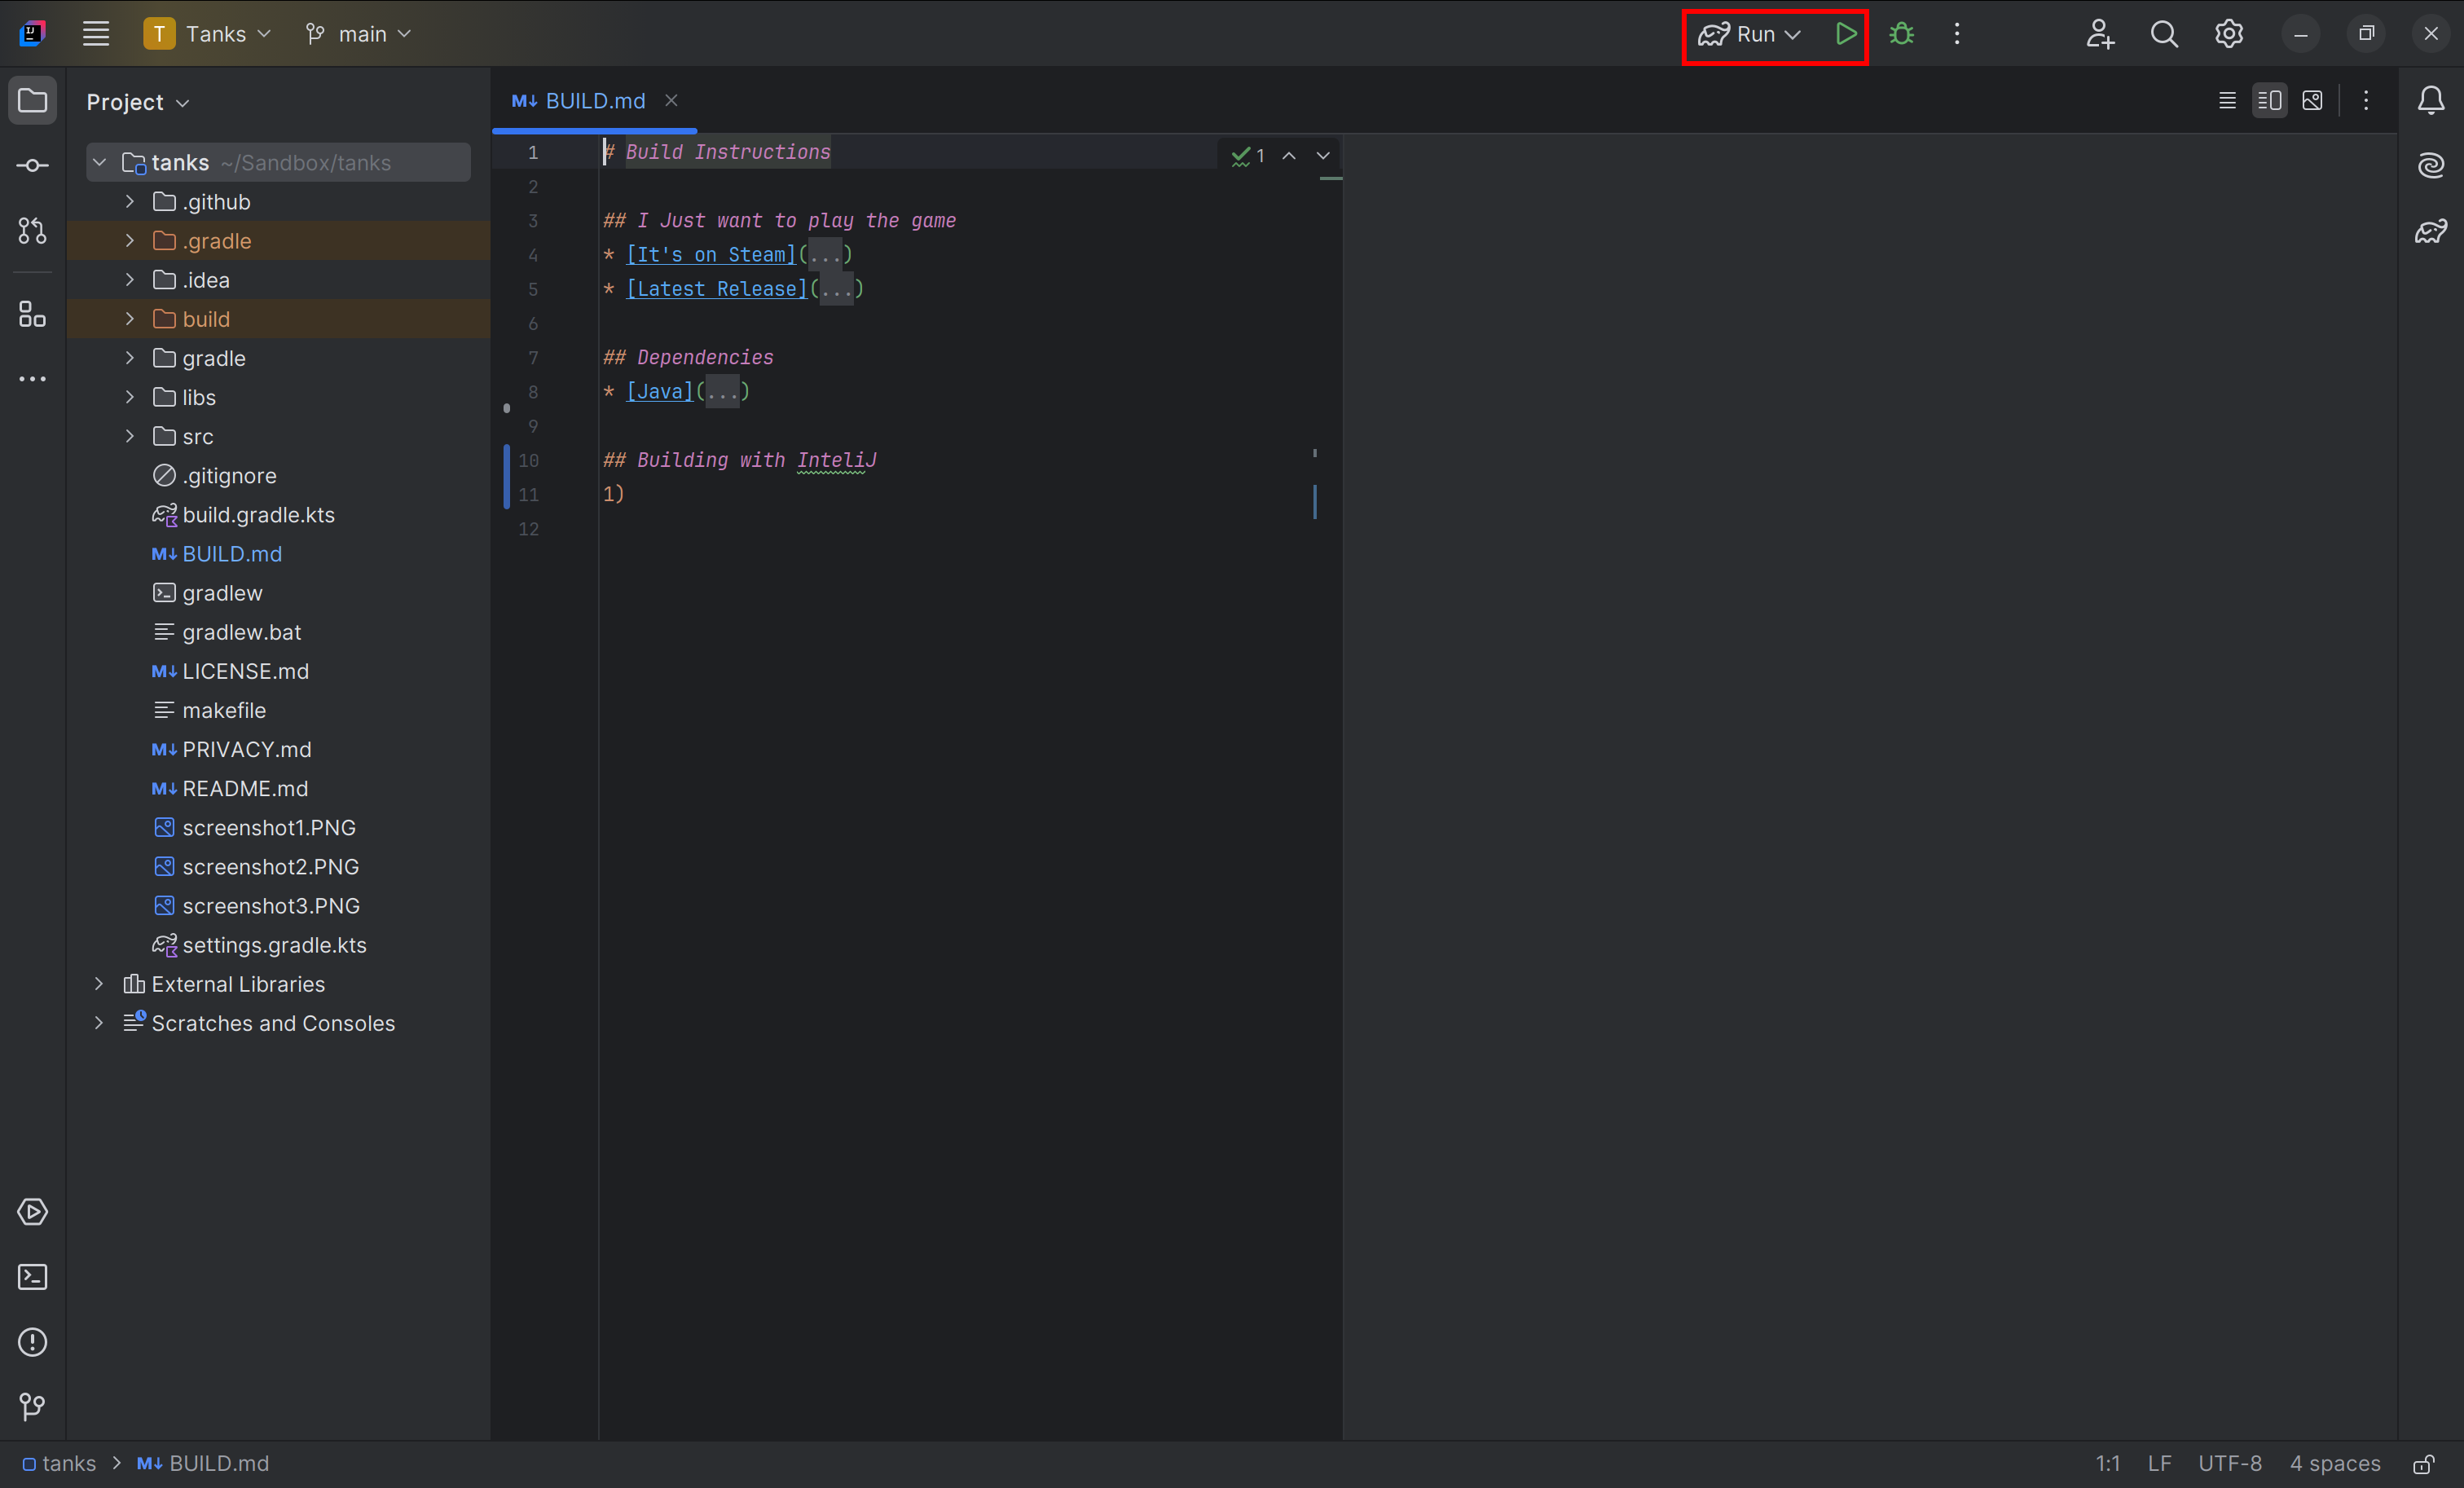 T Tanks main Run
Project
BUILD.md
tanks ~/Sandbox/tanks
.github
.gradle
.idea
build
gradle
libs
src
.gitignore
build.gradle.kts
BUILD.md
gradlew
gradlew.bat
LICENSE.md
makefile
PRIVACY.md
README.md
screenshot1.PNG
screenshot2.PNG
screenshot3.PNG
settings.gradle.kts
External Libraries
Scratches and Consoles
1 # Build Instructions
2
3 ## I Just want to play the game
4 * [It's on Steam](...)
5 * [Latest Release](...)
6
7 ## Dependencies
8 * [Java](...)
9
10 ## Building with InteliJ
11 1)
12
1
tanks > M↓ BUILD.md
1:1 LF UTF-8 4 spaces